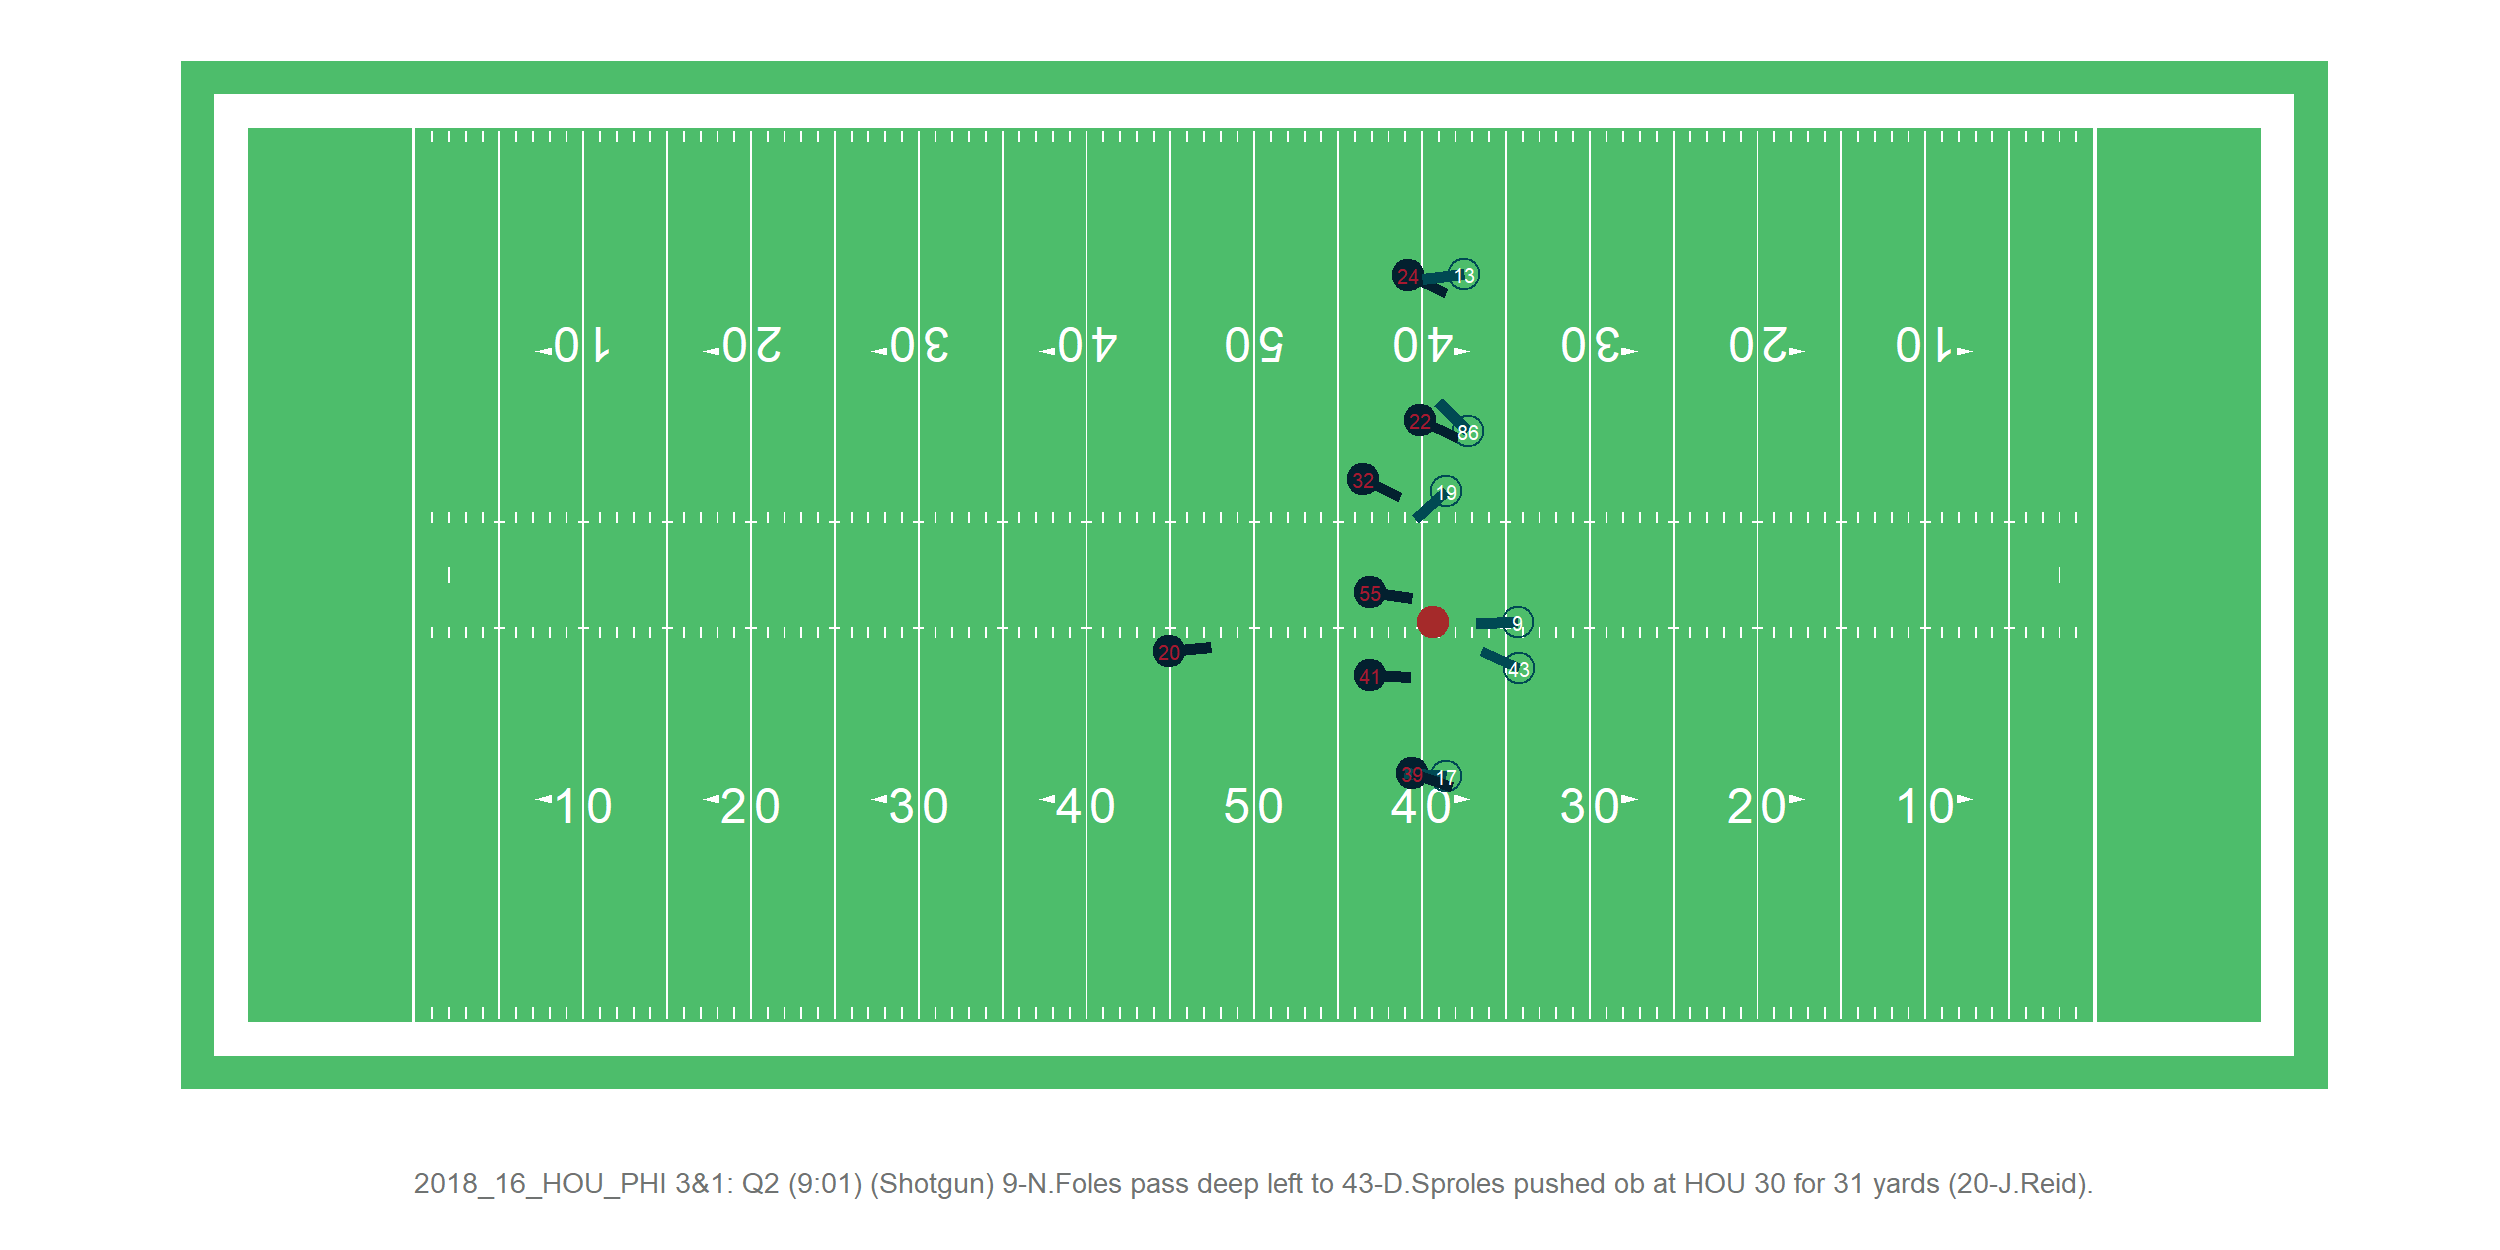 24 13
10 20 30 40 50 40 30 20 10
22 86
32 19
55
9
20 41 43
39 17
10 20 30 40 50 40 30 20 10
2018_16_HOU_PHI 3&1: Q2 (9:01) (Shotgun) 9-N.Foles pass deep left to 43-D.Sproles pushed ob at HOU 30 for 31 yards (20-J.Reid).